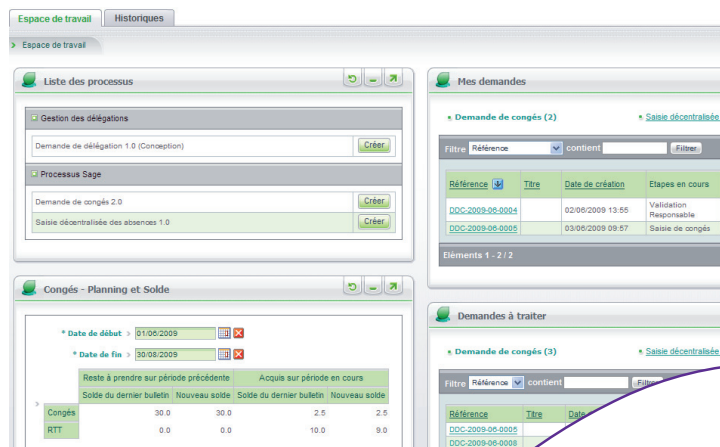 Espace de travail Historiques
Espace de travail
Liste des processus
Gestion des délégations
Demande de délégation 1.0 (Conception) Créer
Processus Sage
Demande de congés 2.0 Créer
Saisie décentralisée des absences 1.0 Créer
Congés - Planning et Solde
* Date de début > 01/06/2009
* Date de fin > 30/08/2009
Reste à prendre sur période précédente Acquis sur période en cours
Solde du dernier bulletin Nouveau solde Solde du dernier bulletin Nouveau solde
Congés 30.0 30.0 2.5 2.5
RTT 0.0 0.0 10.0 9.0
Mes demandes
Demande de congés (2) Saisie décentralisée
Filtre Référence contient Filtrer
Référence Titre Date de création Etapes en cours
DDC-2009-06-0004 02/06/2009 13:55 Validation
Responsable
DDC-2009-06-0005 03/06/2009 09:57 Saisie de congés
Eléments 1 - 2 / 2
Demandes à traiter
Demande de congés (3) Saisie décentralisée
Filtre Référence contient
Référence Titre Date
DDC-2009-06-0005
DDC-2009-06-0008